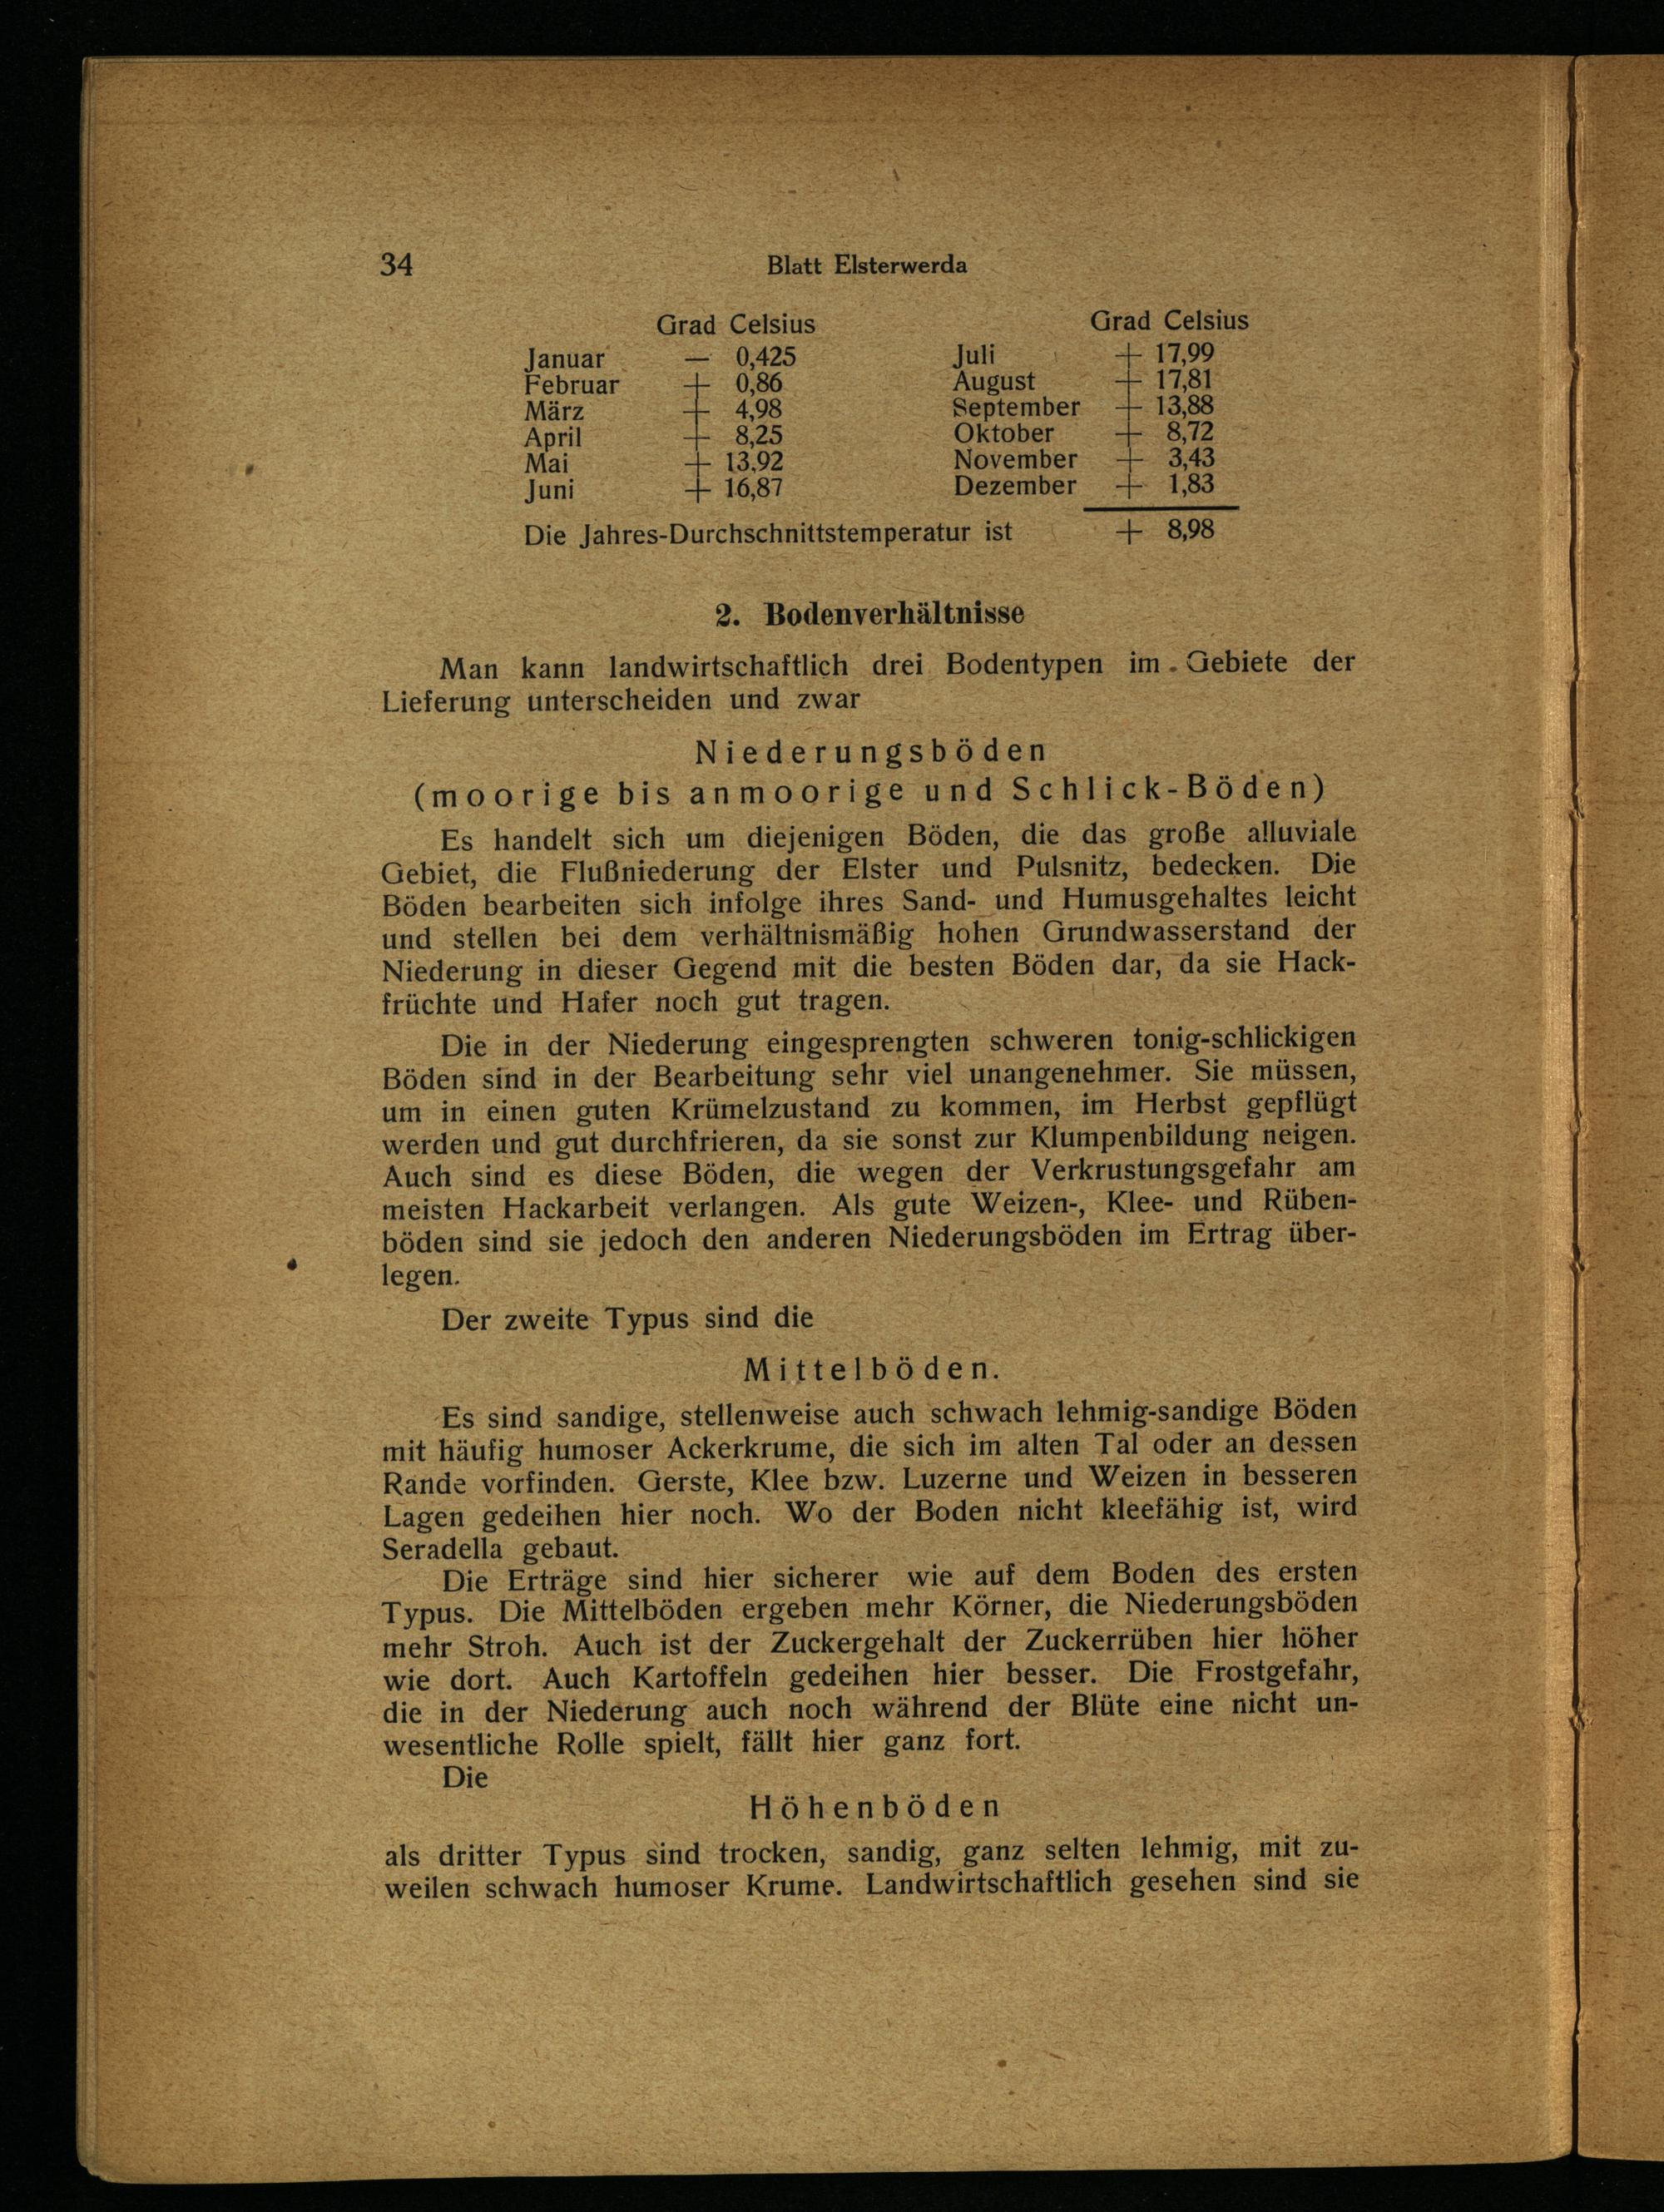 34 Blatt Elsterwerda
Grad Celsius Grad Celsius
Januar — 0,425 Juli + 17,99
Februar + 0,86 August + 17,81
März + 4,98 September + 13,88
April + 8,25 Oktober + 8,72
Mai + 13,92 November + 3,43
Juni + 16,87 Dezember + 1,83
Die Jahres-Durchschnittstemperatur ist + 8,98
2. Bodenverhältnisse
Man kann landwirtschaftlich drei Bodentypen im Gebiete der
Lieferung unterscheiden und zwar
Niederungsböden
(moorige bis anmoorige und Schlick-Böden)
Es handelt sich um diejenigen Böden, die das große alluviale
Gebiet, die Flußniederung der Elster und Pulsnitz, bedecken. Die
Böden bearbeiten sich infolge ihres Sand- und Humusgehaltes leicht
und stellen bei dem verhältnismäßig hohen Grundwasserstand der
Niederung in dieser Gegend mit die besten Böden dar, da sie Hack-
früchte und Hafer noch gut tragen.
Die in der Niederung eingesprengten schweren tonig-schlickigen
Böden sind in der Bearbeitung sehr viel unangenehmer. Sie müssen,
um in einen guten Krümelzustand zu kommen, im Herbst gepflügt
werden und gut durchfrieren, da sie sonst zur Klumpenbildung neigen.
Auch sind es diese Böden, die wegen der Verkrustungsgefahr am
meisten Hackarbeit verlangen. Als gute Weizen-, Klee- und Rüben-
böden sind sie jedoch den anderen Niederungsböden im Ertrag über-
legen.
Der zweite Typus sind die
Mittelböden.
Es sind sandige, stellenweise auch schwach lehmig-sandige Böden
mit häufig humoser Ackerkrume, die sich im alten Tal oder an dessen
Rande vorfinden. Gerste, Klee bzw. Luzerne und Weizen in besseren
Lagen gedeihen hier noch. Wo der Boden nicht kleefähig ist, wird
Seradella gebaut.
Die Erträge sind hier sicherer wie auf dem Boden des ersten
Typus. Die Mittelböden ergeben mehr Körner, die Niederungsböden
mehr Stroh. Auch ist der Zuckergehalt der Zuckerrüben hier höher
wie dort. Auch Kartoffeln gedeihen hier besser. Die Frostgefahr,
die in der Niederung auch noch während der Blüte eine nicht un-
wesentliche Rolle spielt, fällt hier ganz fort.
Die
Höhenböden
als dritter Typus sind trocken, sandig, ganz selten lehmig, mit zu-
weilen schwach humoser Krume. Landwirtschaftlich gesehen sind sie